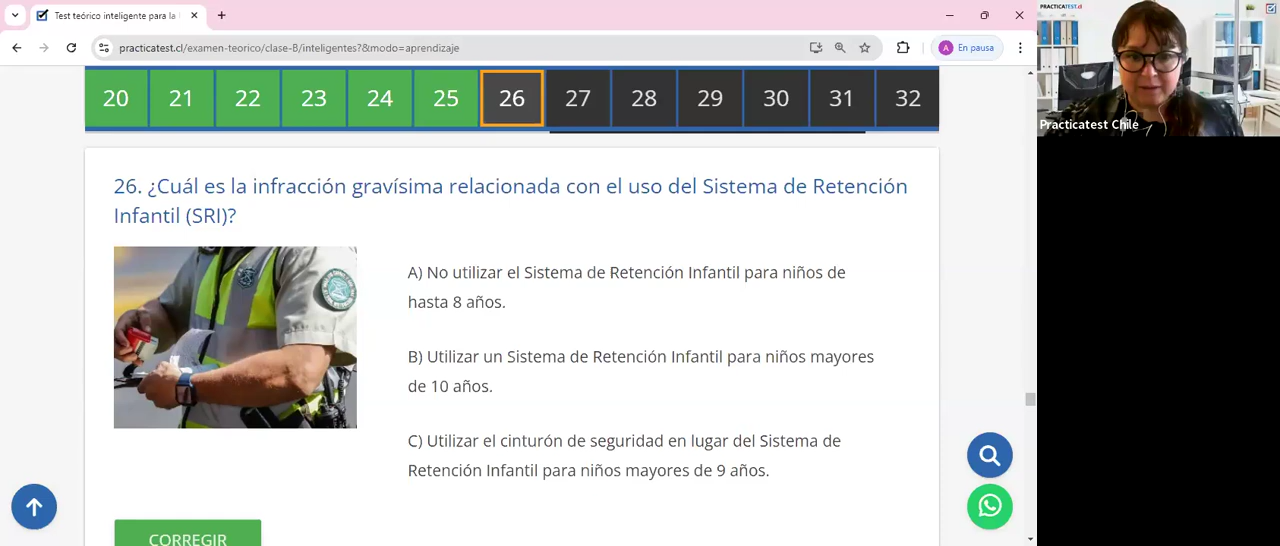 Test teórico inteligente para la
practicatest.cl/examen-teorico/clase-B/inteligentes?&modo=aprendizaje
A
En pausa
PRACTICATEST.cl
Practicatest Chile
20 21 22 23 24 25 26 27 28 29 30 31 32
26. ¿Cuál es la infracción gravísima relacionada con el uso del Sistema de Retención
Infantil (SRI)?
A) No utilizar el Sistema de Retención Infantil para niños de
hasta 8 años.
B) Utilizar un Sistema de Retención Infantil para niños mayores
de 10 años.
C) Utilizar el cinturón de seguridad en lugar del Sistema de
Retención Infantil para niños mayores de 9 años.
CORREGIR